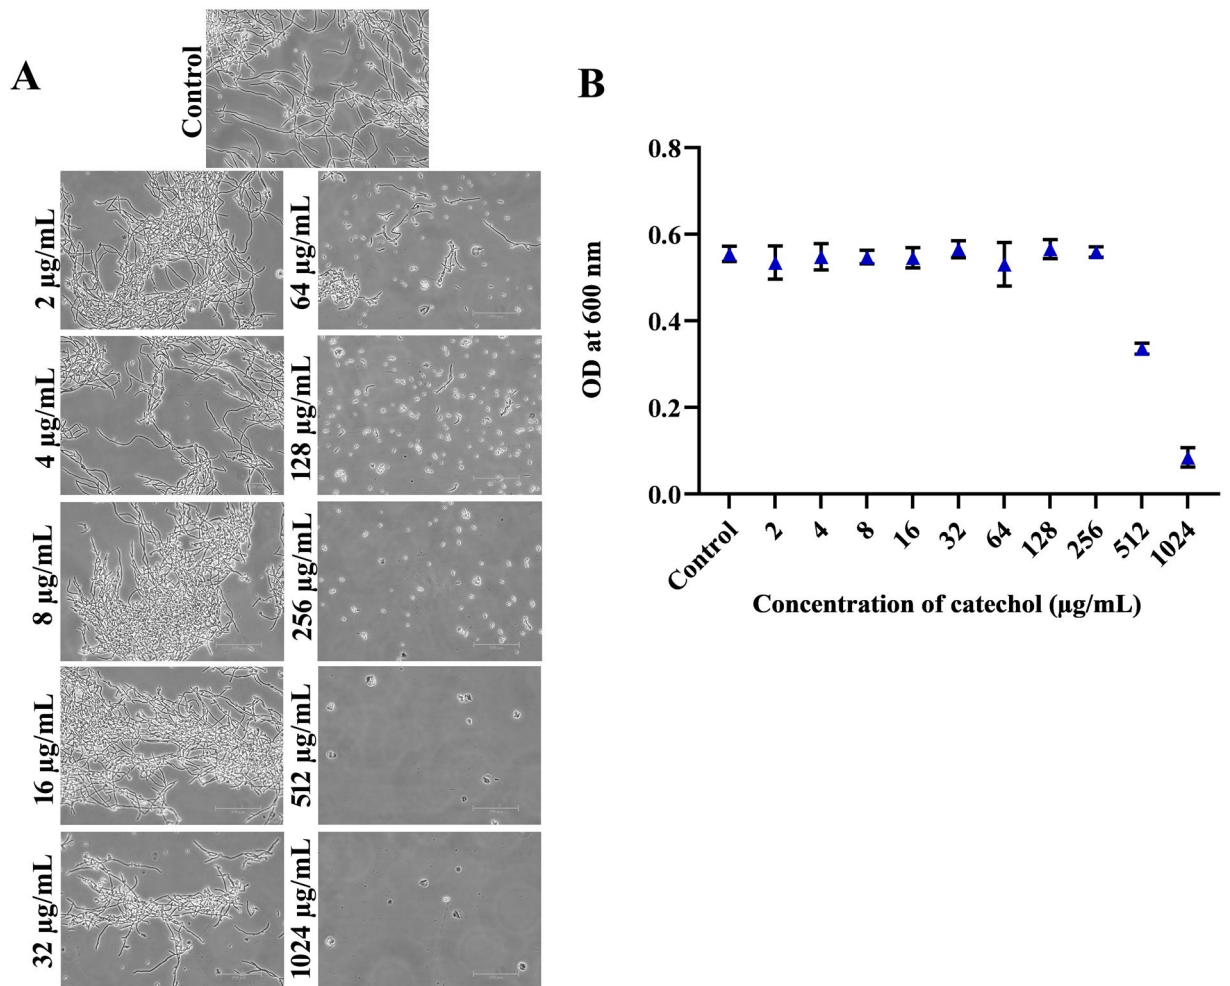 A
Control
2 µg/mL
64 µg/mL
4 µg/mL
128 µg/mL
8 µg/mL
256 µg/mL
16 µg/mL
512 µg/mL
32 µg/mL
1024 µg/mL
B
OD at 600 nm
0.8
0.6
0.4
0.2
0.0
Control
2
4
8
16
32
64
128
256
512
1024
Concentration of catechol (µg/mL)